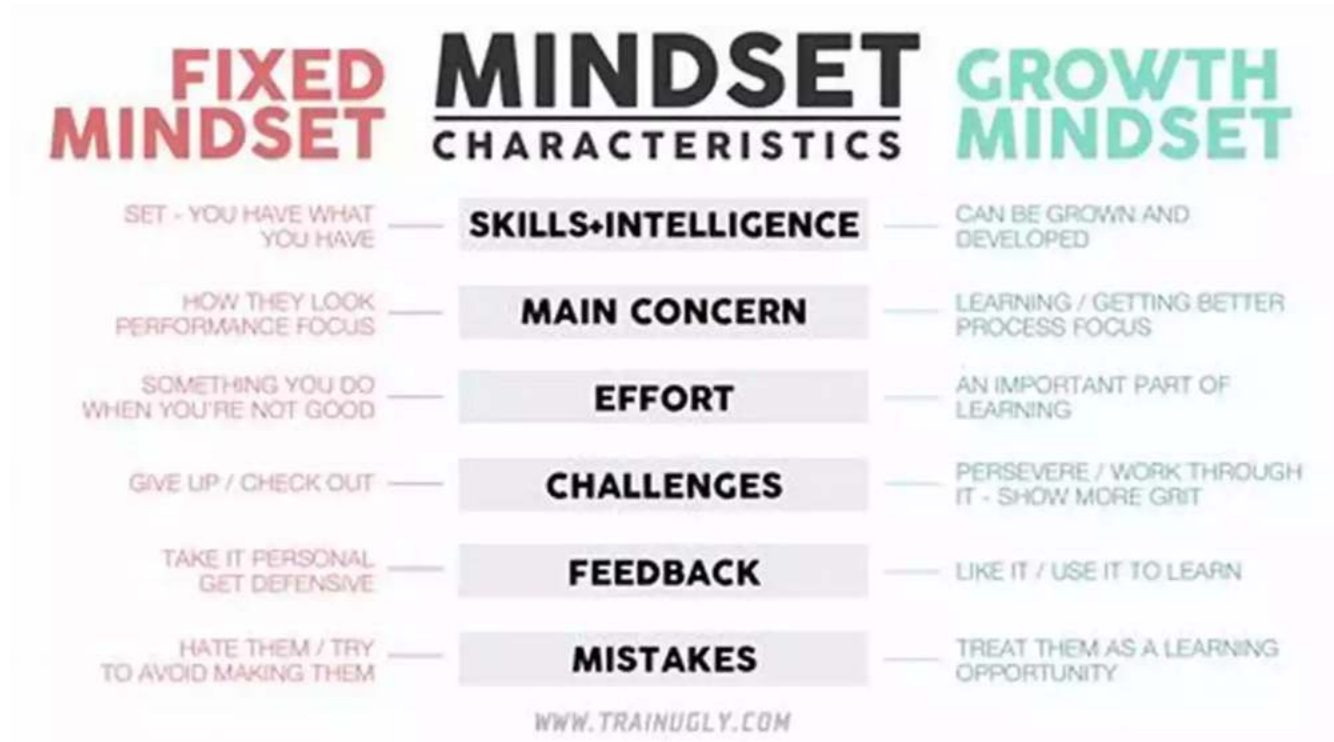 FIXED
MINDSET
MINDSET
CHARACTERISTICS
GROWTH
MINDSET
SET - YOU HAVE WHAT
YOU HAVE
SKILLS+INTELLIGENCE
CAN BE GROWN AND
DEVELOPED
HOW THEY LOOK
PERFORMANCE FOCUS
MAIN CONCERN
LEARNING / GETTING BETTER
PROCESS FOCUS
SOMETHING YOU DO
WHEN YOU'RE NOT GOOD
EFFORT
AN IMPORTANT PART OF
LEARNING
GIVE UP / CHECK OUT
CHALLENGES
PERSEVERE / WORK THROUGH
IT - SHOW MORE GRIT
TAKE IT PERSONAL
GET DEFENSIVE
FEEDBACK
LIKE IT / USE IT TO LEARN
HATE THEM / TRY
TO AVOID MAKING THEM
MISTAKES
TREAT THEM AS A LEARNING
OPPORTUNITY
WWW.TRAINUGLY.COM